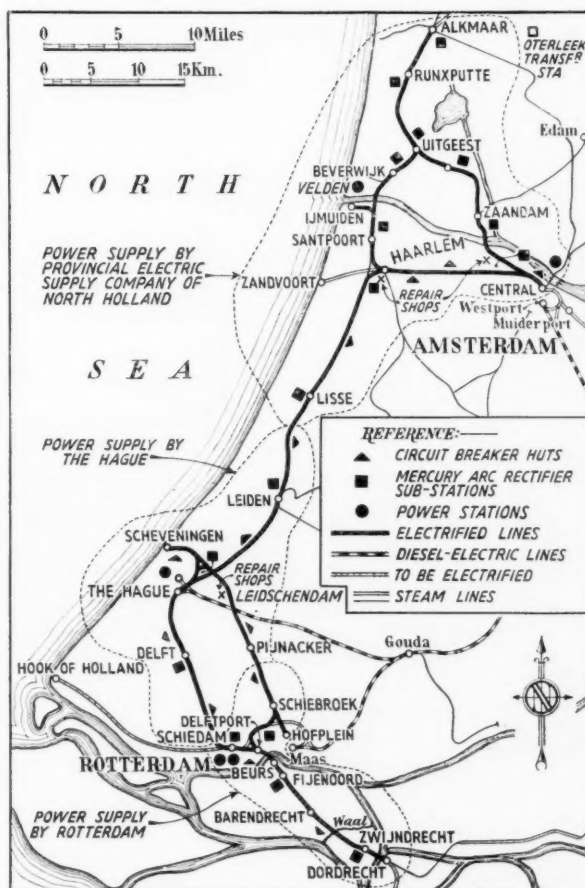 0 5 10 Miles
0 5 10 15 Km.
ALKMAAR
OTERLEEK
TRANSFR
STA
RUNXPUTTE
Edam
UITGEEST
BEVERWIJK
VELDEN
NORTH
ZAANDAM
IJMUIDEN
SANTPOORT
HAARLEM
POWER SUPPLY BY
PROVINCIAL ELECTRIC
SUPPLY COMPANY OF
NORTH HOLLAND
ZANDVOORT
REPAIR
SHOPS
CENTRAL
Westport
Muiderport
AMSTERDAM
SEA
LISSE
POWER SUPPLY BY
THE HAGUE
REFERENCE:
CIRCUIT BREAKER HUTS
MERCURY ARC RECTIFIER
SUB-STATIONS
POWER STATIONS
ELECTRIFIED LINES
DIESEL-ELECTRIC LINES
TO BE ELECTRIFIED
STEAM LINES
LEIDEN
SCHEVENINGEN
REPAIR
SHOPS
LEIDSCHENDAM
THE HAGUE
Gouda
DELFT
PIJNACKER
HOOK OF HOLLAND
SCHIEBROEK
DELFTPORT
SCHIEDAM
HOFPLEIN
Maas
ROTTERDAM
BEURS
FIJENOORD
POWER SUPPLY
BY ROTTERDAM
BARENDRECHT
Waal
ZWIJNDRECHT
DORDRECHT
N